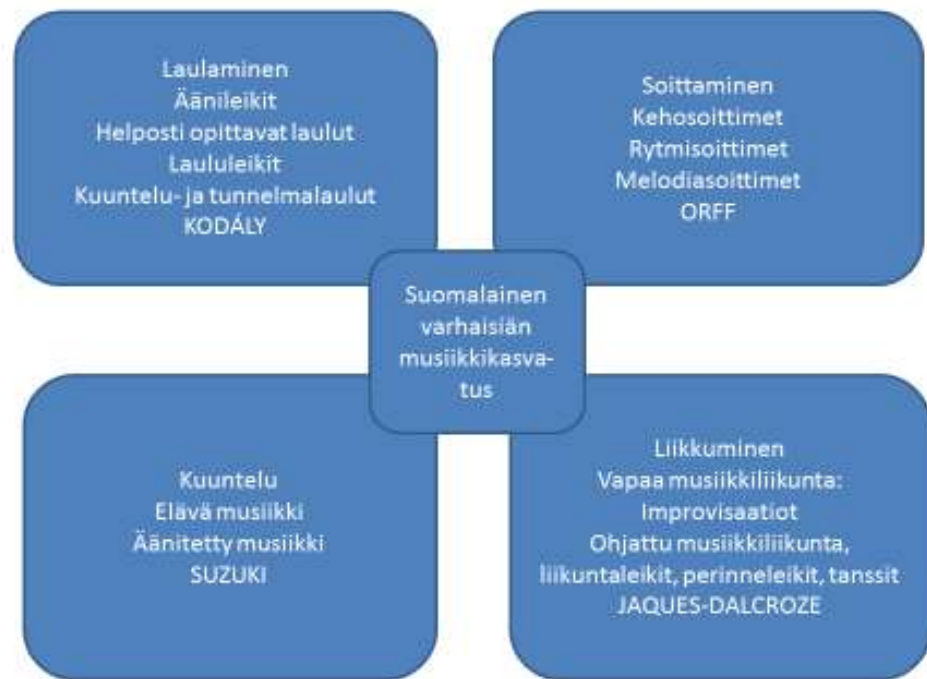 Laulaminen
Äänileikit
Helposti opittavat laulut
Laululeikit
Kuuntelu- ja tunnelmalaulut
KODÁLY
Soittaminen
Kehosoittimet
Rytmisoittimet
Melodiasoittimet
ORFF
Suomalainen
varhaisiän
musiikkikasva-
tus
Kuuntelu
Elävä musiikki
Äänitetty musiikki
SUZUKI
Liikkuminen
Vapaa musiikkiliikunta:
Improvisaatiot
Ohjattu musiikkiliikunta,
liikuntaleikit, perinneleikit, tanssit
JAQUES-DALCROZE